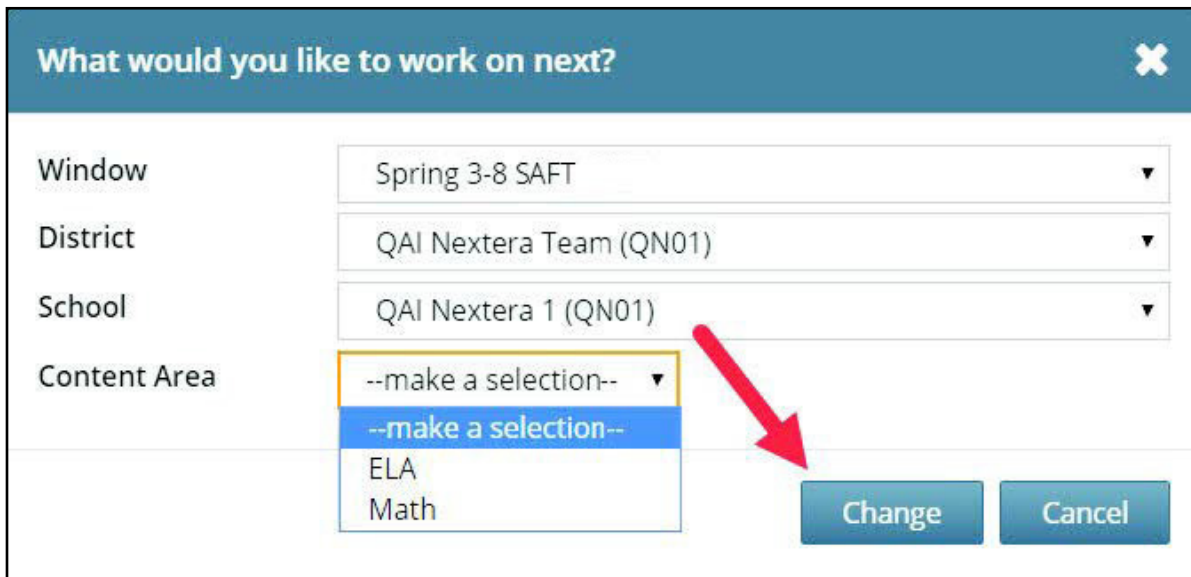 What would you like to work on next?
Window
Spring 3-8 SAFT
District
QAI Nextera Team (QN01)
School
QAI Nextera 1 (QN01)
Content Area
--make a selection--
--make a selection--
ELA
Math
Change
Cancel